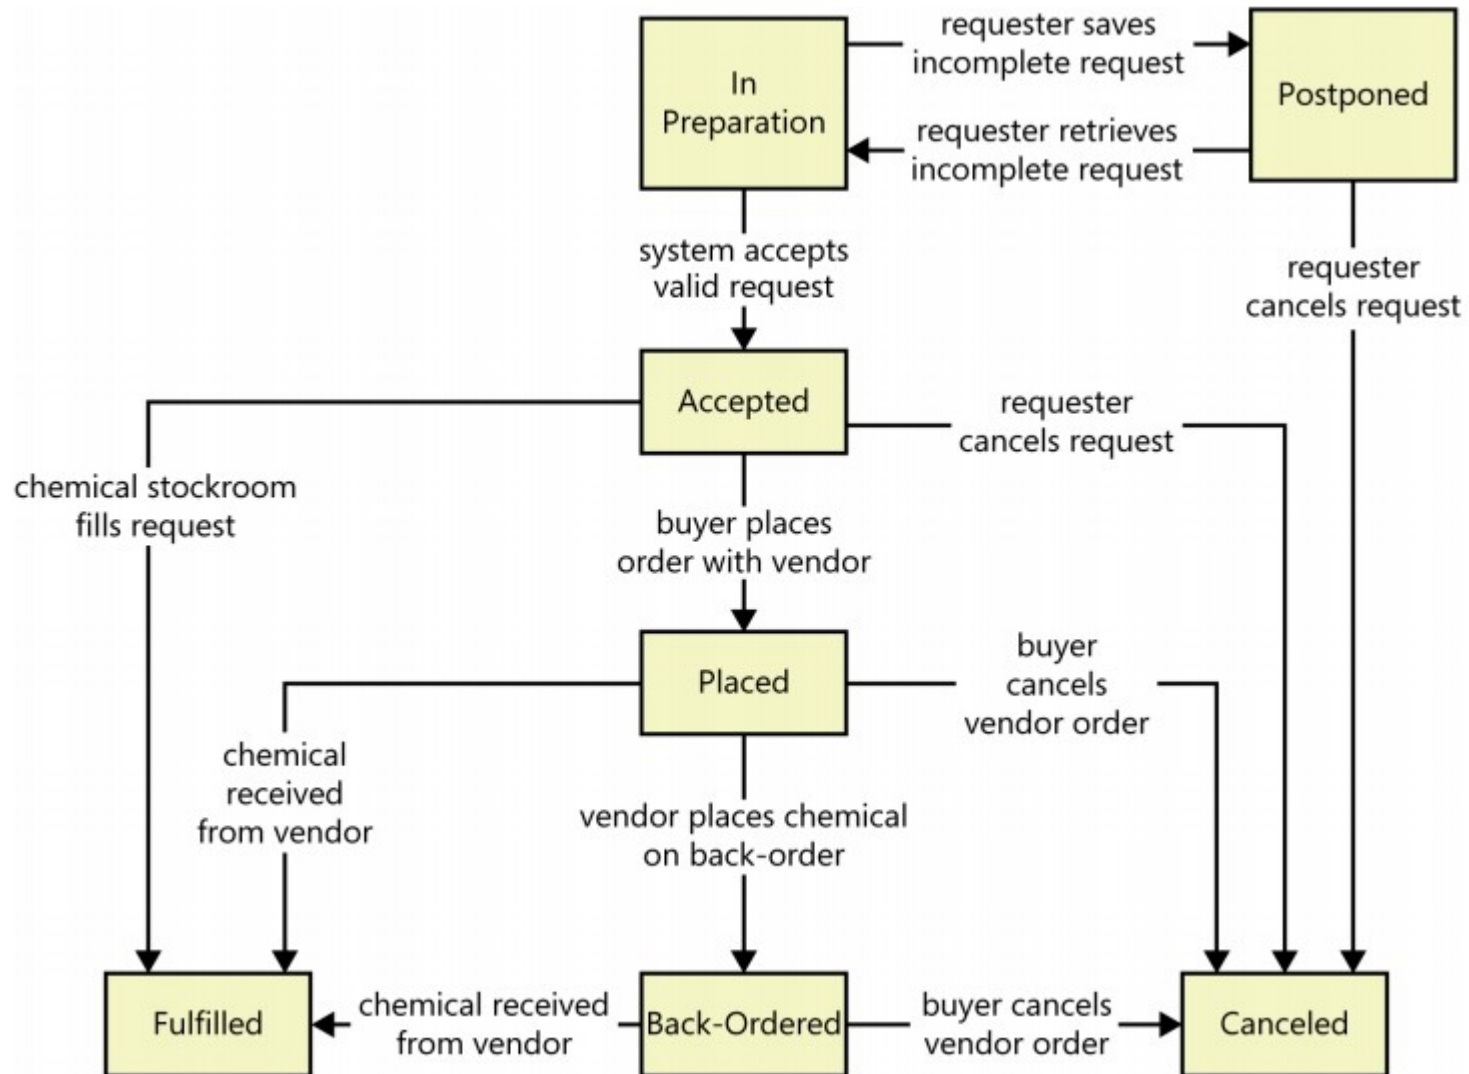 In
Preparation
requester saves
incomplete request
Postponed
requester retrieves
incomplete request
system accepts
valid request
requester
cancels request
Accepted
requester
cancels request
chemical stockroom
fills request
buyer places
order with vendor
Placed
buyer
cancels
vendor order
chemical
received
from vendor
vendor places chemical
on back-order
Fulfilled
chemical received
from vendor
Back-Ordered
buyer cancels
vendor order
Canceled